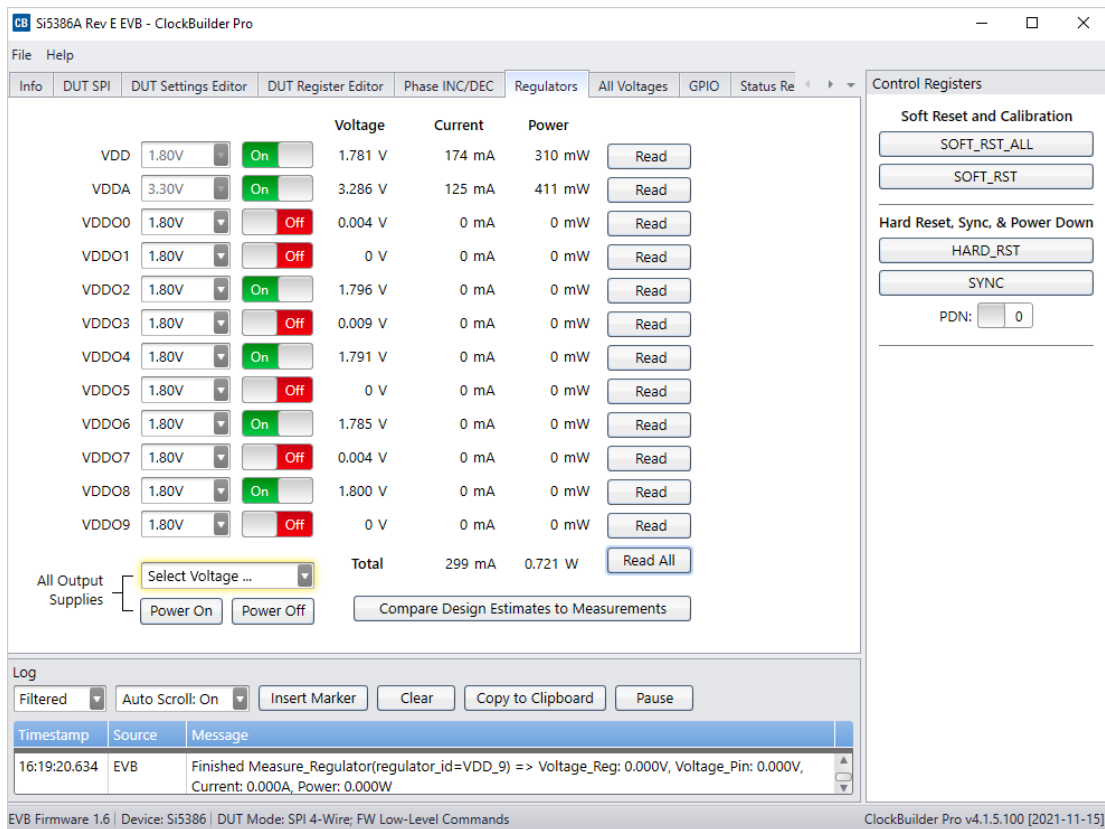 CB Si5386A Rev E EVB - ClockBuilder Pro
File Help
Info DUT SPI DUT Settings Editor DUT Register Editor Phase INC/DEC Regulators All Voltages GPIO Status Re
Voltage Current Power
VDD 1.80V On 1.781 V 174 mA 310 mW Read
VDDA 3.30V On 3.286 V 125 mA 411 mW Read
VDDO0 1.80V Off 0.004 V 0 mA 0 mW Read
VDDO1 1.80V Off 0 V 0 mA 0 mW Read
VDDO2 1.80V On 1.796 V 0 mA 0 mW Read
VDDO3 1.80V Off 0.009 V 0 mA 0 mW Read
VDDO4 1.80V On 1.791 V 0 mA 0 mW Read
VDDO5 1.80V Off 0 V 0 mA 0 mW Read
VDDO6 1.80V On 1.785 V 0 mA 0 mW Read
VDDO7 1.80V Off 0.004 V 0 mA 0 mW Read
VDDO8 1.80V On 1.800 V 0 mA 0 mW Read
VDDO9 1.80V Off 0 V 0 mA 0 mW Read
Total 299 mA 0.721 W Read All
All Output Supplies
Select Voltage ...
Power On Power Off
Compare Design Estimates to Measurements
Control Registers
Soft Reset and Calibration
SOFT_RST_ALL
SOFT_RST
Hard Reset, Sync, & Power Down
HARD_RST
SYNC
PDN: 0
Log
Filtered Auto Scroll: On Insert Marker Clear Copy to Clipboard Pause
Timestamp Source Message
16:19:20.634 EVB Finished Measure_Regulator(regulator_id=VDD_9) => Voltage_Reg: 0.000V, Voltage_Pin: 0.000V,
Current: 0.000A, Power: 0.000W
EVB Firmware 1.6 Device: Si5386 DUT Mode: SPI 4-Wire; FW Low-Level Commands ClockBuilder Pro v4.1.5.100 [2021-11-15]